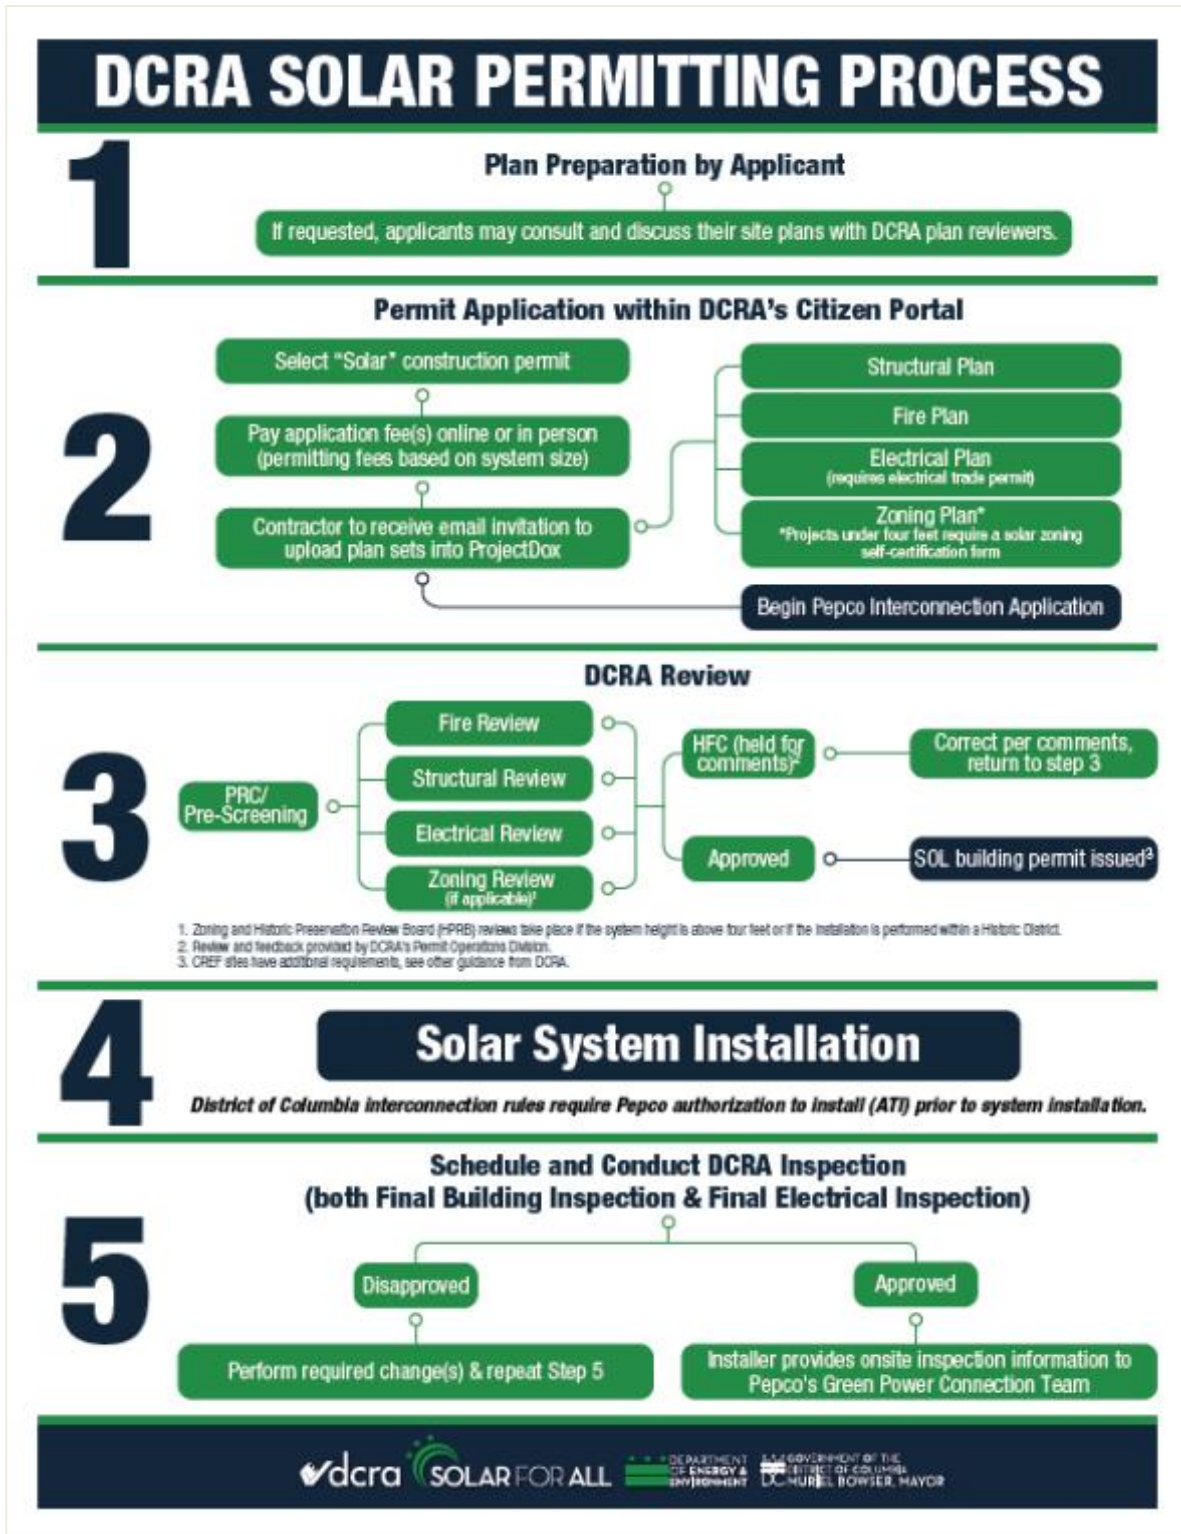 DCRA SOLAR PERMITTING PROCESS
1
Plan Preparation by Applicant
If requested, applicants may consult and discuss their site plans with DCRA plan reviewers.
2
Permit Application within DCRA's Citizen Portal
Select "Solar" construction permit
Pay application fee(s) online or in person
(permitting fees based on system size)
Contractor to receive email invitation to
upload plan sets into ProjectDox
Structural Plan
Fire Plan
Electrical Plan
(requires electrical trade permit)
Zoning Plan*
*Projects under four feet require a solar zoning
self-certification form
Begin Pepco Interconnection Application
3
DCRA Review
PRC/
Pre-Screening
Fire Review
Structural Review
Electrical Review
Zoning Review
(if applicable)¹
HFC (held for
comments)²
Correct per comments,
return to step 3
Approved
SOL building permit issued³
1. Zoning and Historic Preservation Review Board (HPRB) reviews take place if the system height is above four feet or if the installation is performed within a Historic District.
2. Review and feedback provided by DCRA's Permit Operations Division.
3. CREF sites have additional requirements, see other guidance from DCRA.
4
Solar System Installation
District of Columbia interconnection rules require Pepco authorization to install (ATI) prior to system installation.
5
Schedule and Conduct DCRA Inspection
(both Final Building Inspection & Final Electrical Inspection)
Disapproved
Approved
Perform required change(s) & repeat Step 5
Installer provides onsite inspection information to
Pepco's Green Power Connection Team
dcra
SOLAR FOR ALL
DEPARTMENT
OF ENERGY &
ENVIRONMENT
GOVERNMENT OF THE
DISTRICT OF COLUMBIA
DC MURIEL BOWSER, MAYOR